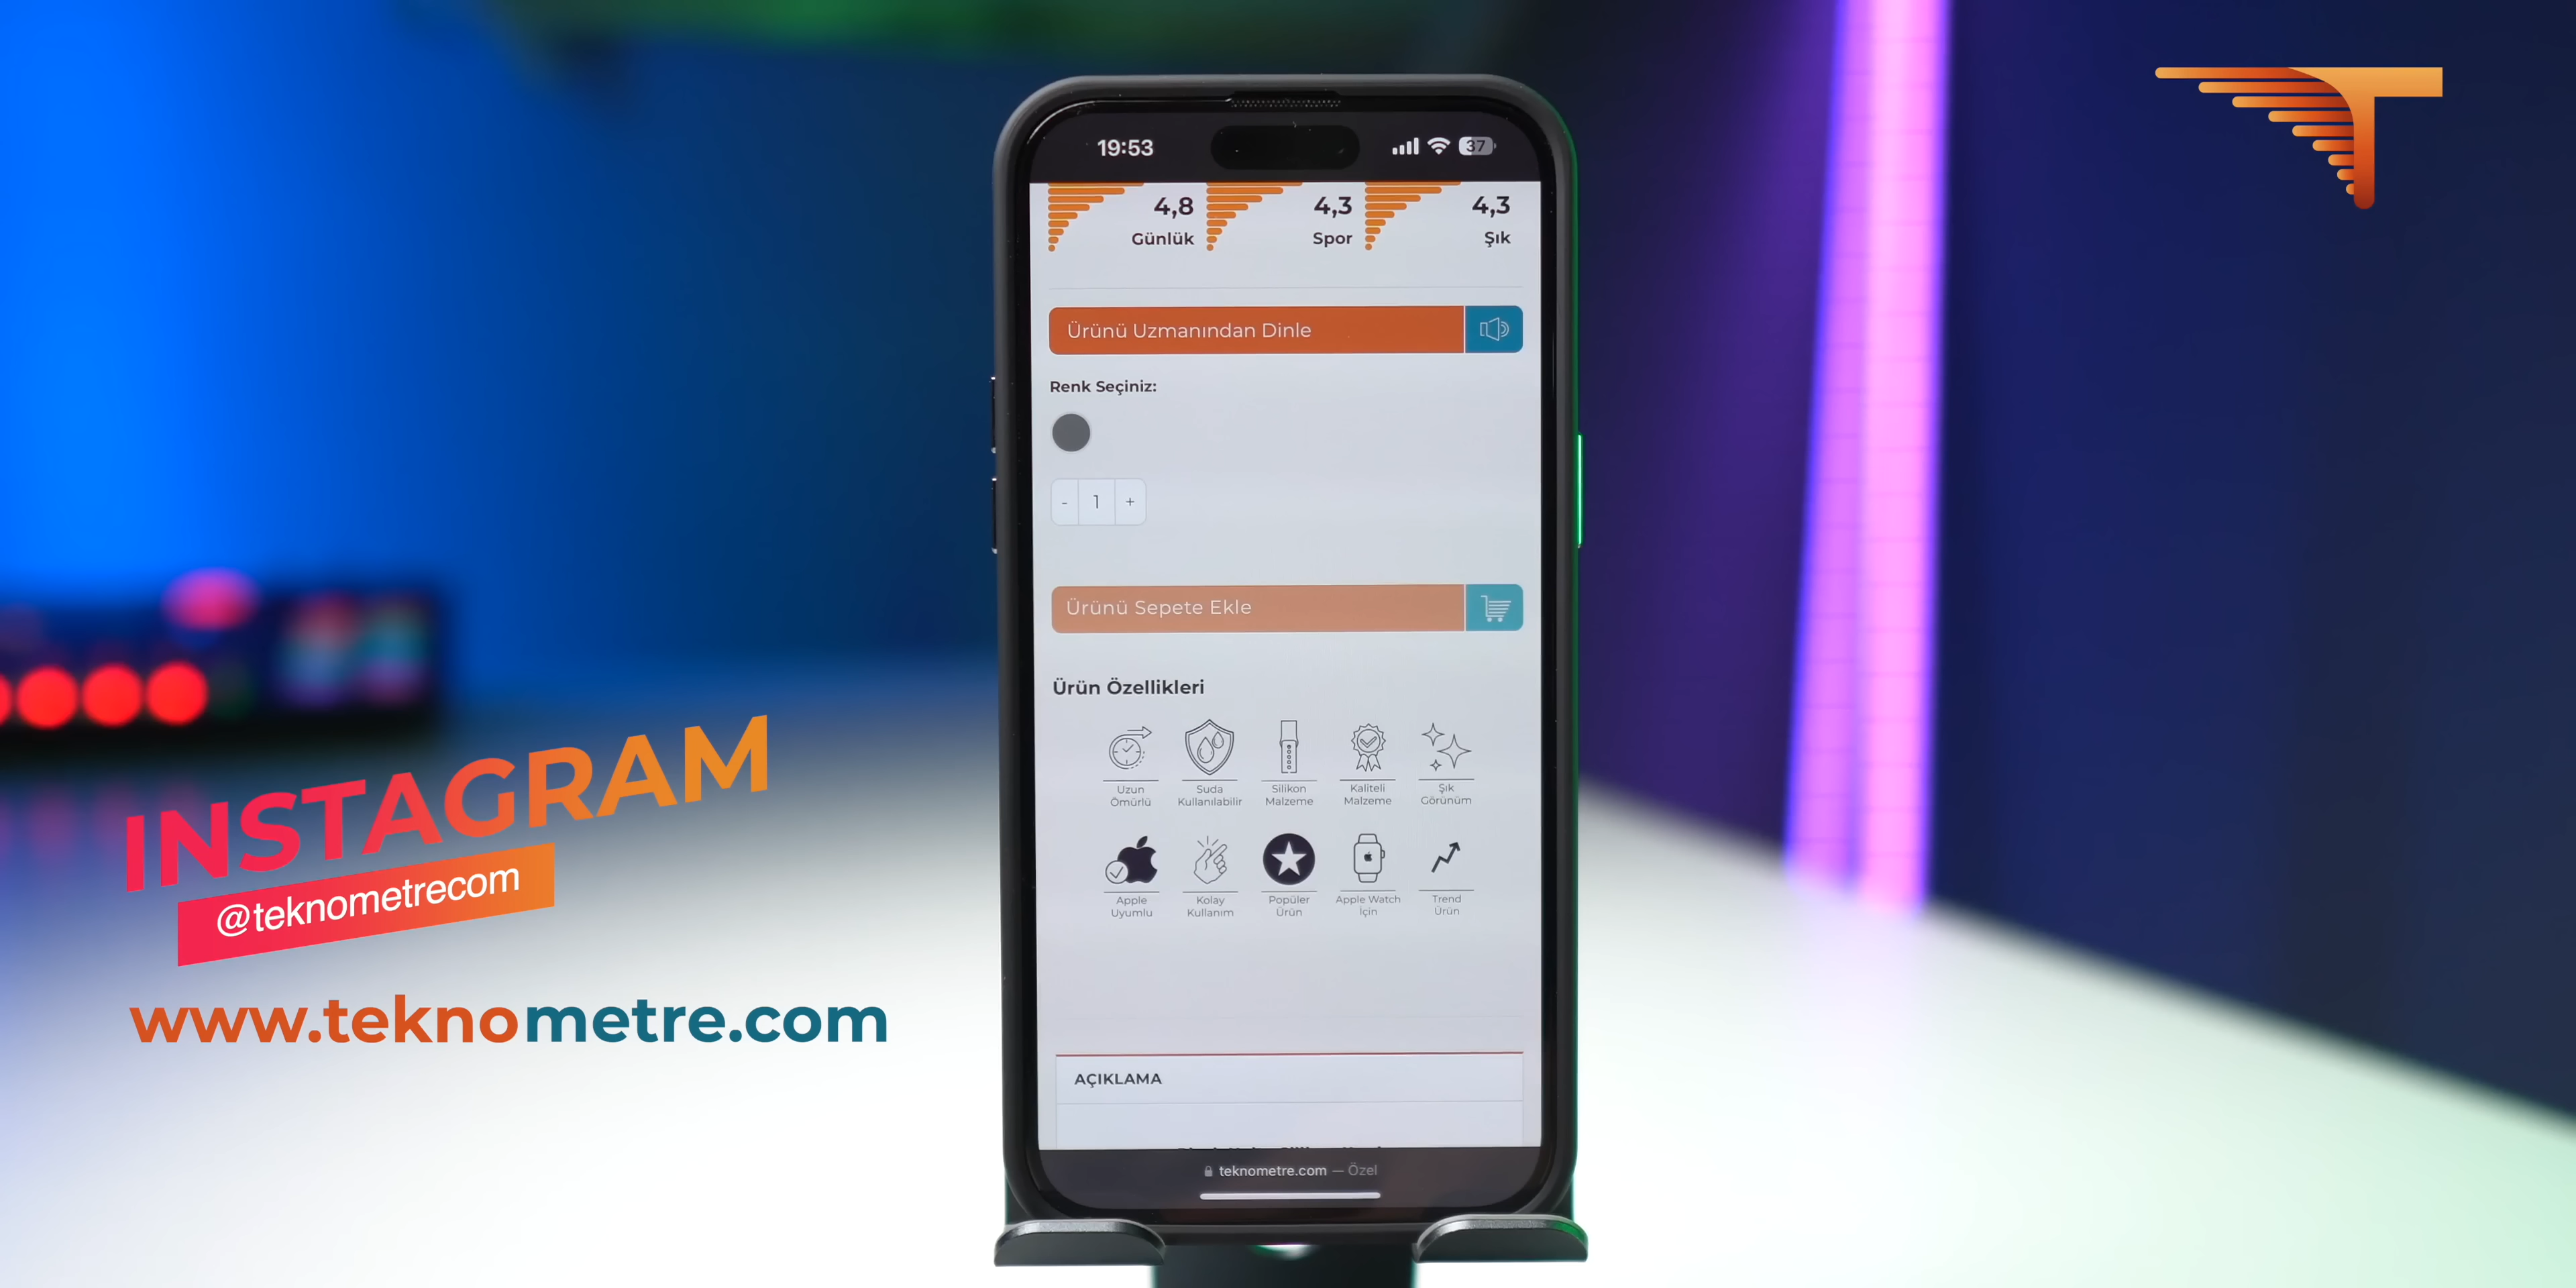 19:53
37
4,8
Günlük
4,3
Spor
4,3
Şık
Ürünü Uzmanından Dinle
Renk Seçiniz:
- 1 +
Ürünü Sepete Ekle
Ürün Özellikleri
Uzun
Ömürlü
Suda
Kullanılabilir
Silikon
Malzeme
Kaliteli
Malzeme
Şık
Görünüm
Apple
Uyumlu
Kolay
Kullanım
Popüler
Ürün
Apple Watch
İçin
Trend
Ürün
AÇIKLAMA
teknometre.com — Özel
INSTAGRAM
@teknometrecom
www.teknometre.com